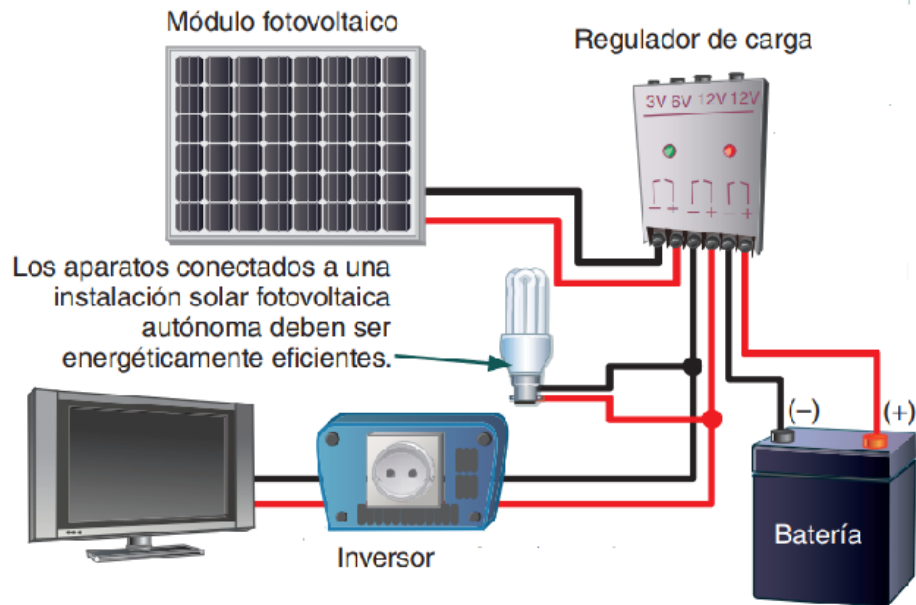 Módulo fotovoltaico
Regulador de carga
3V 6V 12V 12V
- + - + - +
Los aparatos conectados a una
instalación solar fotovoltaica
autónoma deben ser
energéticamente eficientes.
(–) (+)
Batería
Inversor